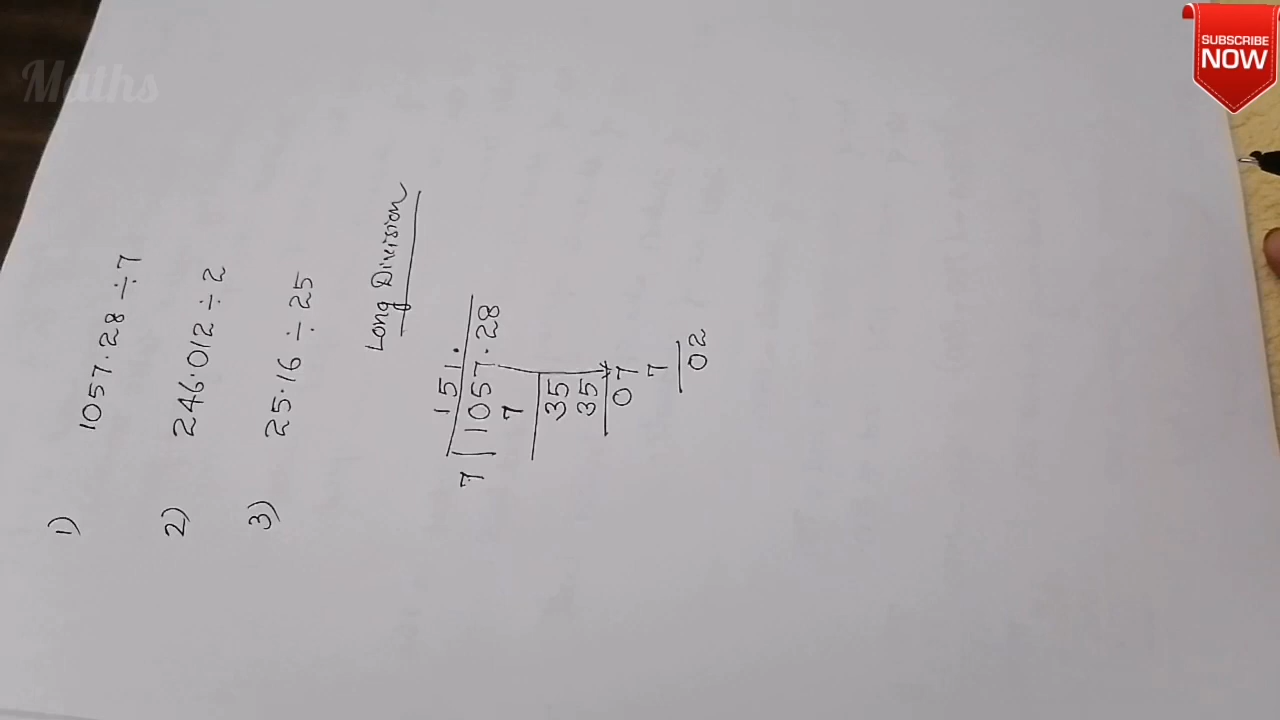 Maths
SUBSCRIBE
NOW
1) 1057.28 ÷ 7
2) 246.012 ÷ 2
3) 25.16 ÷ 25
Long Division
151.
7 1057.28
7
35
35
07
7
02